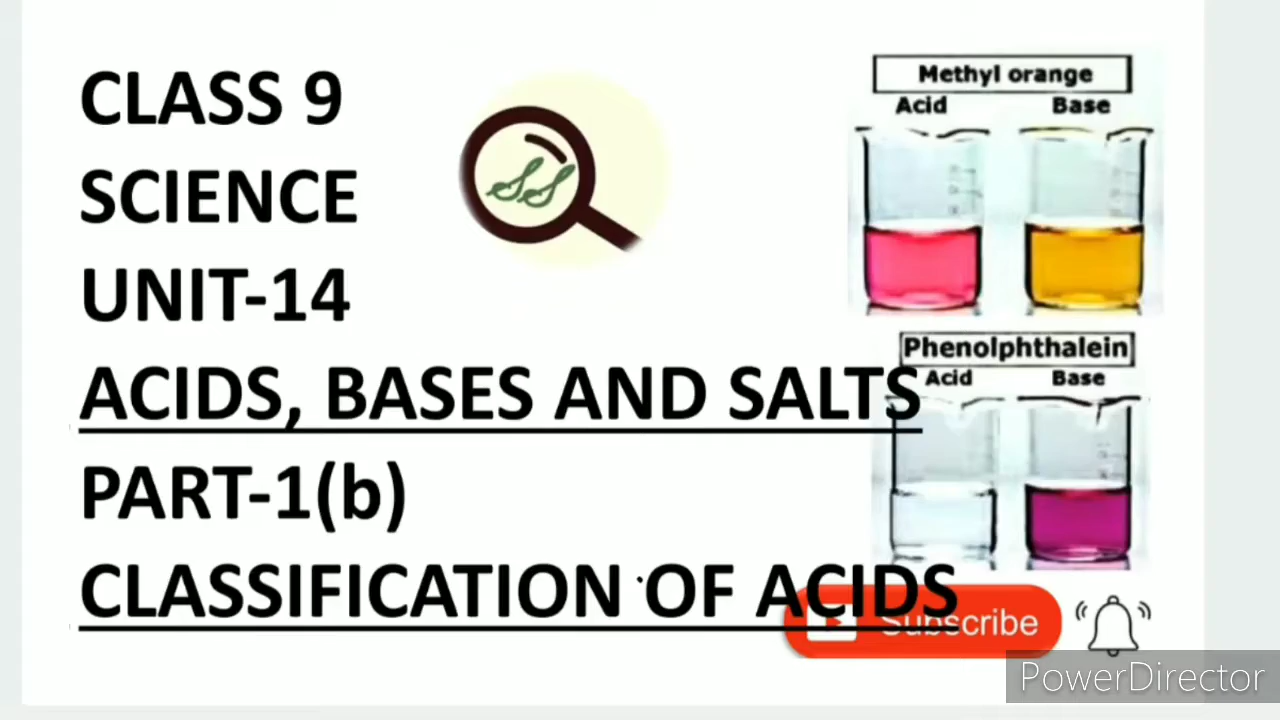 CLASS 9
SCIENCE
UNIT-14
ACIDS, BASES AND SALTS
PART-1(b)
CLASSIFICATION OF ACIDS
Methyl orange
Acid Base
Phenolphthalein
Acid Base
Subscribe
PowerDirector